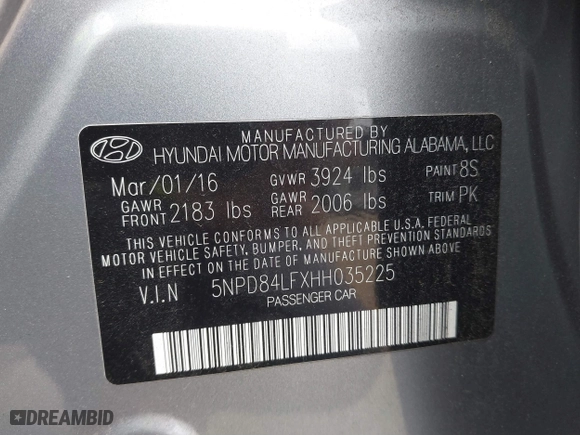 MANUFACTURED BY
HYUNDAI MOTOR MANUFACTURING ALABAMA, LLC
Mar/01/16 GVWR 3924 lbs PAINT 8S
GAWR FRONT 2183 lbs GAWR REAR 2006 lbs TRIM PK
THIS VEHICLE CONFORMS TO ALL APPLICABLE U.S.A. FEDERAL
MOTOR VEHICLE SAFETY, BUMPER, AND THEFT PREVENTION
STANDARDS IN EFFECT ON THE DATE OF MANUFACTURE SHOWN ABOVE
V.I.N 5NPD84LFXHH035225
PASSENGER CAR
DREAMBID